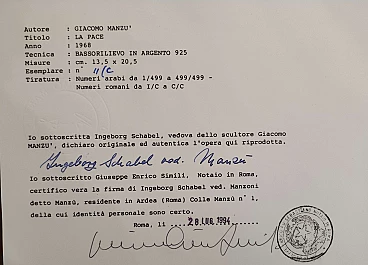 Autore : GIACOMO MANZU'
Titolo : LA PACE
Anno : 1968
Tecnica : BASSORILIEVO IN ARGENTO 925
Misure : cm. 13,5 x 20,5
Esemplare : n° II/C
Tiratura : Numeri arabi da 1/499 a 499/499 -
Numeri romani da I/C a C/C
Io sottoscritta Ingeborg Schabel, vedova dello scultore Giacomo
MANZU', dichiaro originale ed autentica l'opera qui riprodotta.
Ingeborg Schabel ved. Manzù
Io sottoscritto Giuseppe Enrico Simili, Notaio in Roma,
certifico vera la firma di Ingeborg Schabel ved. Manzoni
detto Manzù, residente in Ardea (Roma) Colle Manzù n° 1,
della cui identità personale sono certo.
Roma, li 28 LUG. 1994